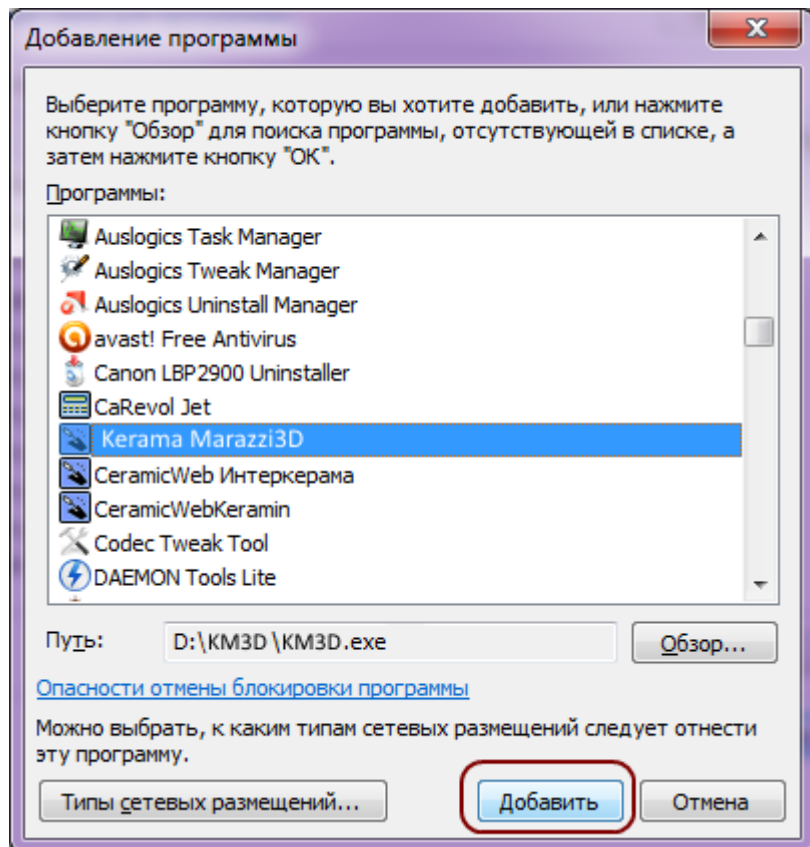 Добавление программы
Выберите программу, которую вы хотите добавить, или нажмите
кнопку "Обзор" для поиска программы, отсутствующей в списке, а
затем нажмите кнопку "ОК".
Программы:
Auslogics Task Manager
Auslogics Tweak Manager
Auslogics Uninstall Manager
avast! Free Antivirus
Canon LBP2900 Uninstaller
CaRevol Jet
Kerama Marazzi3D
CeramicWeb Интеркерама
CeramicWebKeramin
Codec Tweak Tool
DAEMON Tools Lite
Путь: D:\KM3D \KM3D.exe Обзор...
Опасности отмены блокировки программы
Можно выбрать, к каким типам сетевых размещений следует отнести
эту программу.
Типы сетевых размещений... Добавить Отмена